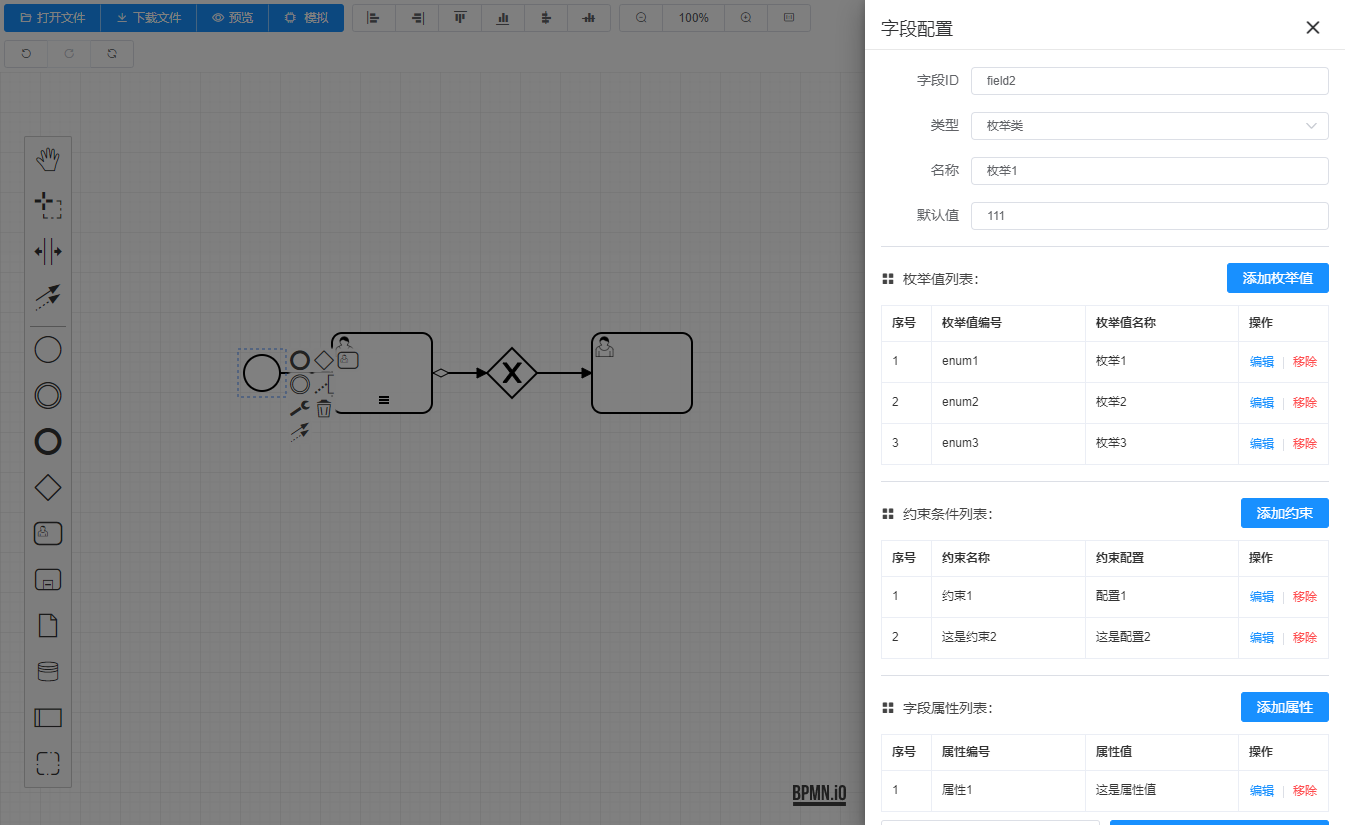 打开文件 下载文件 预览 模拟 100%
字段配置
字段ID field2
类型 枚举类
名称 枚举1
默认值 111
枚举值列表： 添加枚举值
序号 枚举值编号 枚举值名称 操作
1 enum1 枚举1 编辑 移除
2 enum2 枚举2 编辑 移除
3 enum3 枚举3 编辑 移除
约束条件列表： 添加约束
序号 约束名称 约束配置 操作
1 约束1 配置1 编辑 移除
2 这是约束2 这是配置2 编辑 移除
字段属性列表： 添加属性
序号 属性编号 属性值 操作
1 属性1 这是属性值 编辑 移除
BPMN.iO